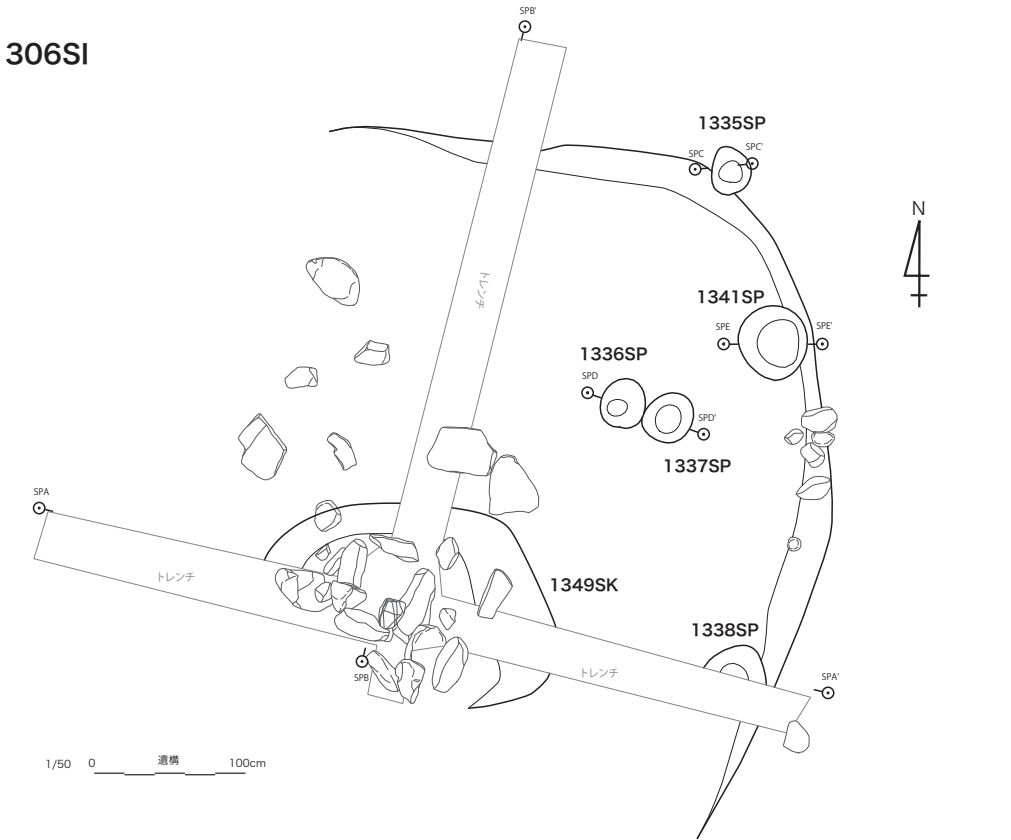 SPB'
306SI
1335SP
SPC
SPC'
N
トレンチ
1341SP
SPE
SPE'
1336SP
SPD
SPD'
1337SP
SPA
トレンチ
1349SK
1338SP
SPB
トレンチ
SPA'
1/50 0 遺構 100cm